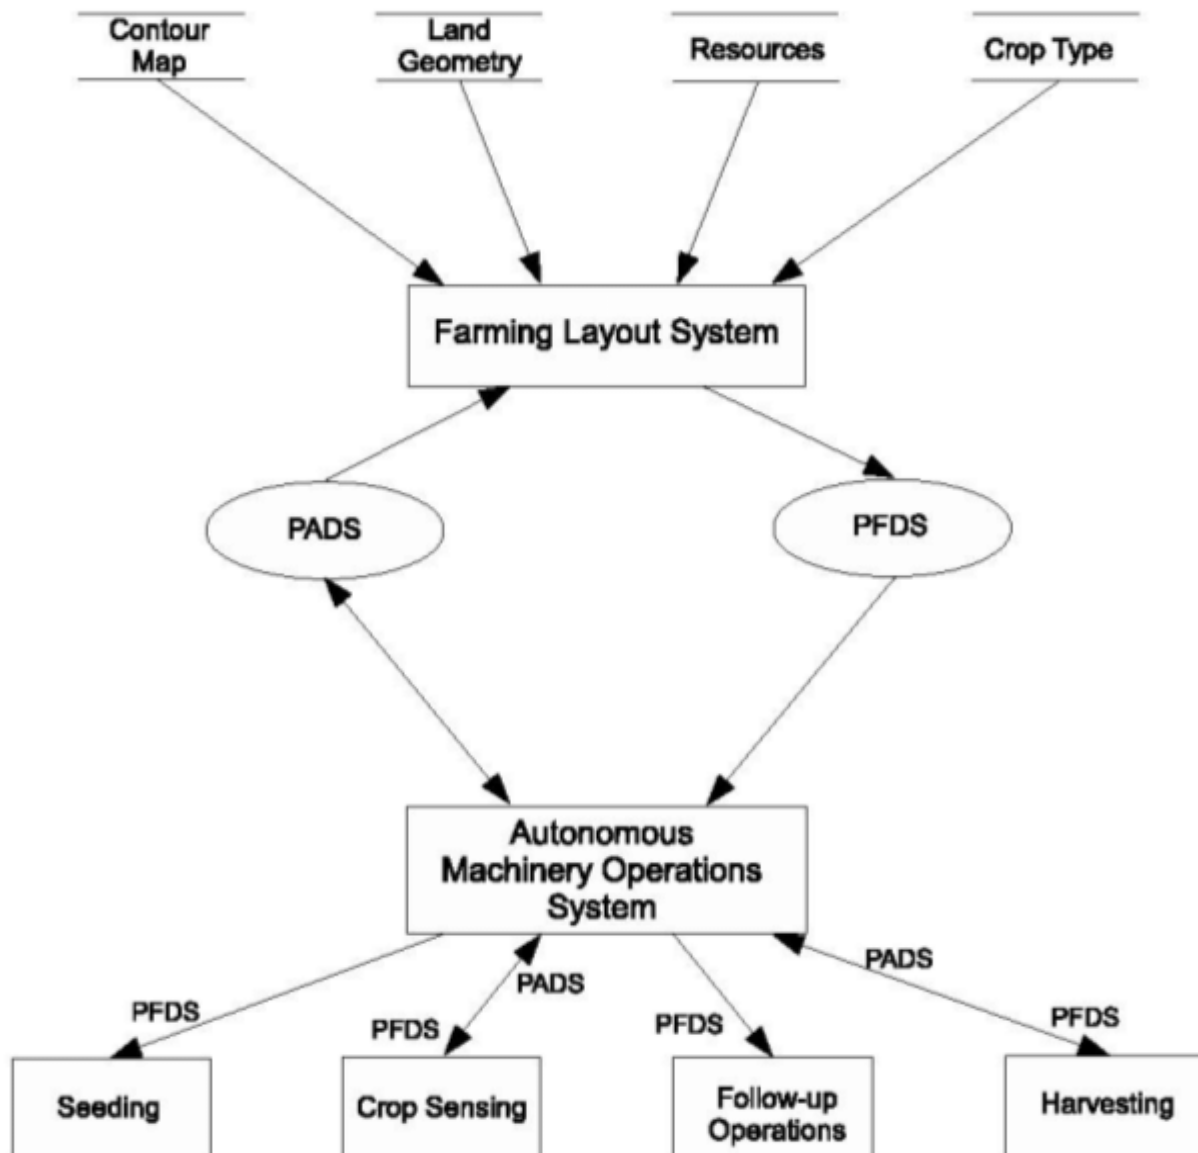 Contour
Map
Land
Geometry
Resources
Crop Type
Farming Layout System
PADS
PFDS
Autonomous
Machinery Operations
System
PFDS
PFDS
PADS
PFDS
PADS
PFDS
Seeding
Crop Sensing
Follow-up
Operations
Harvesting